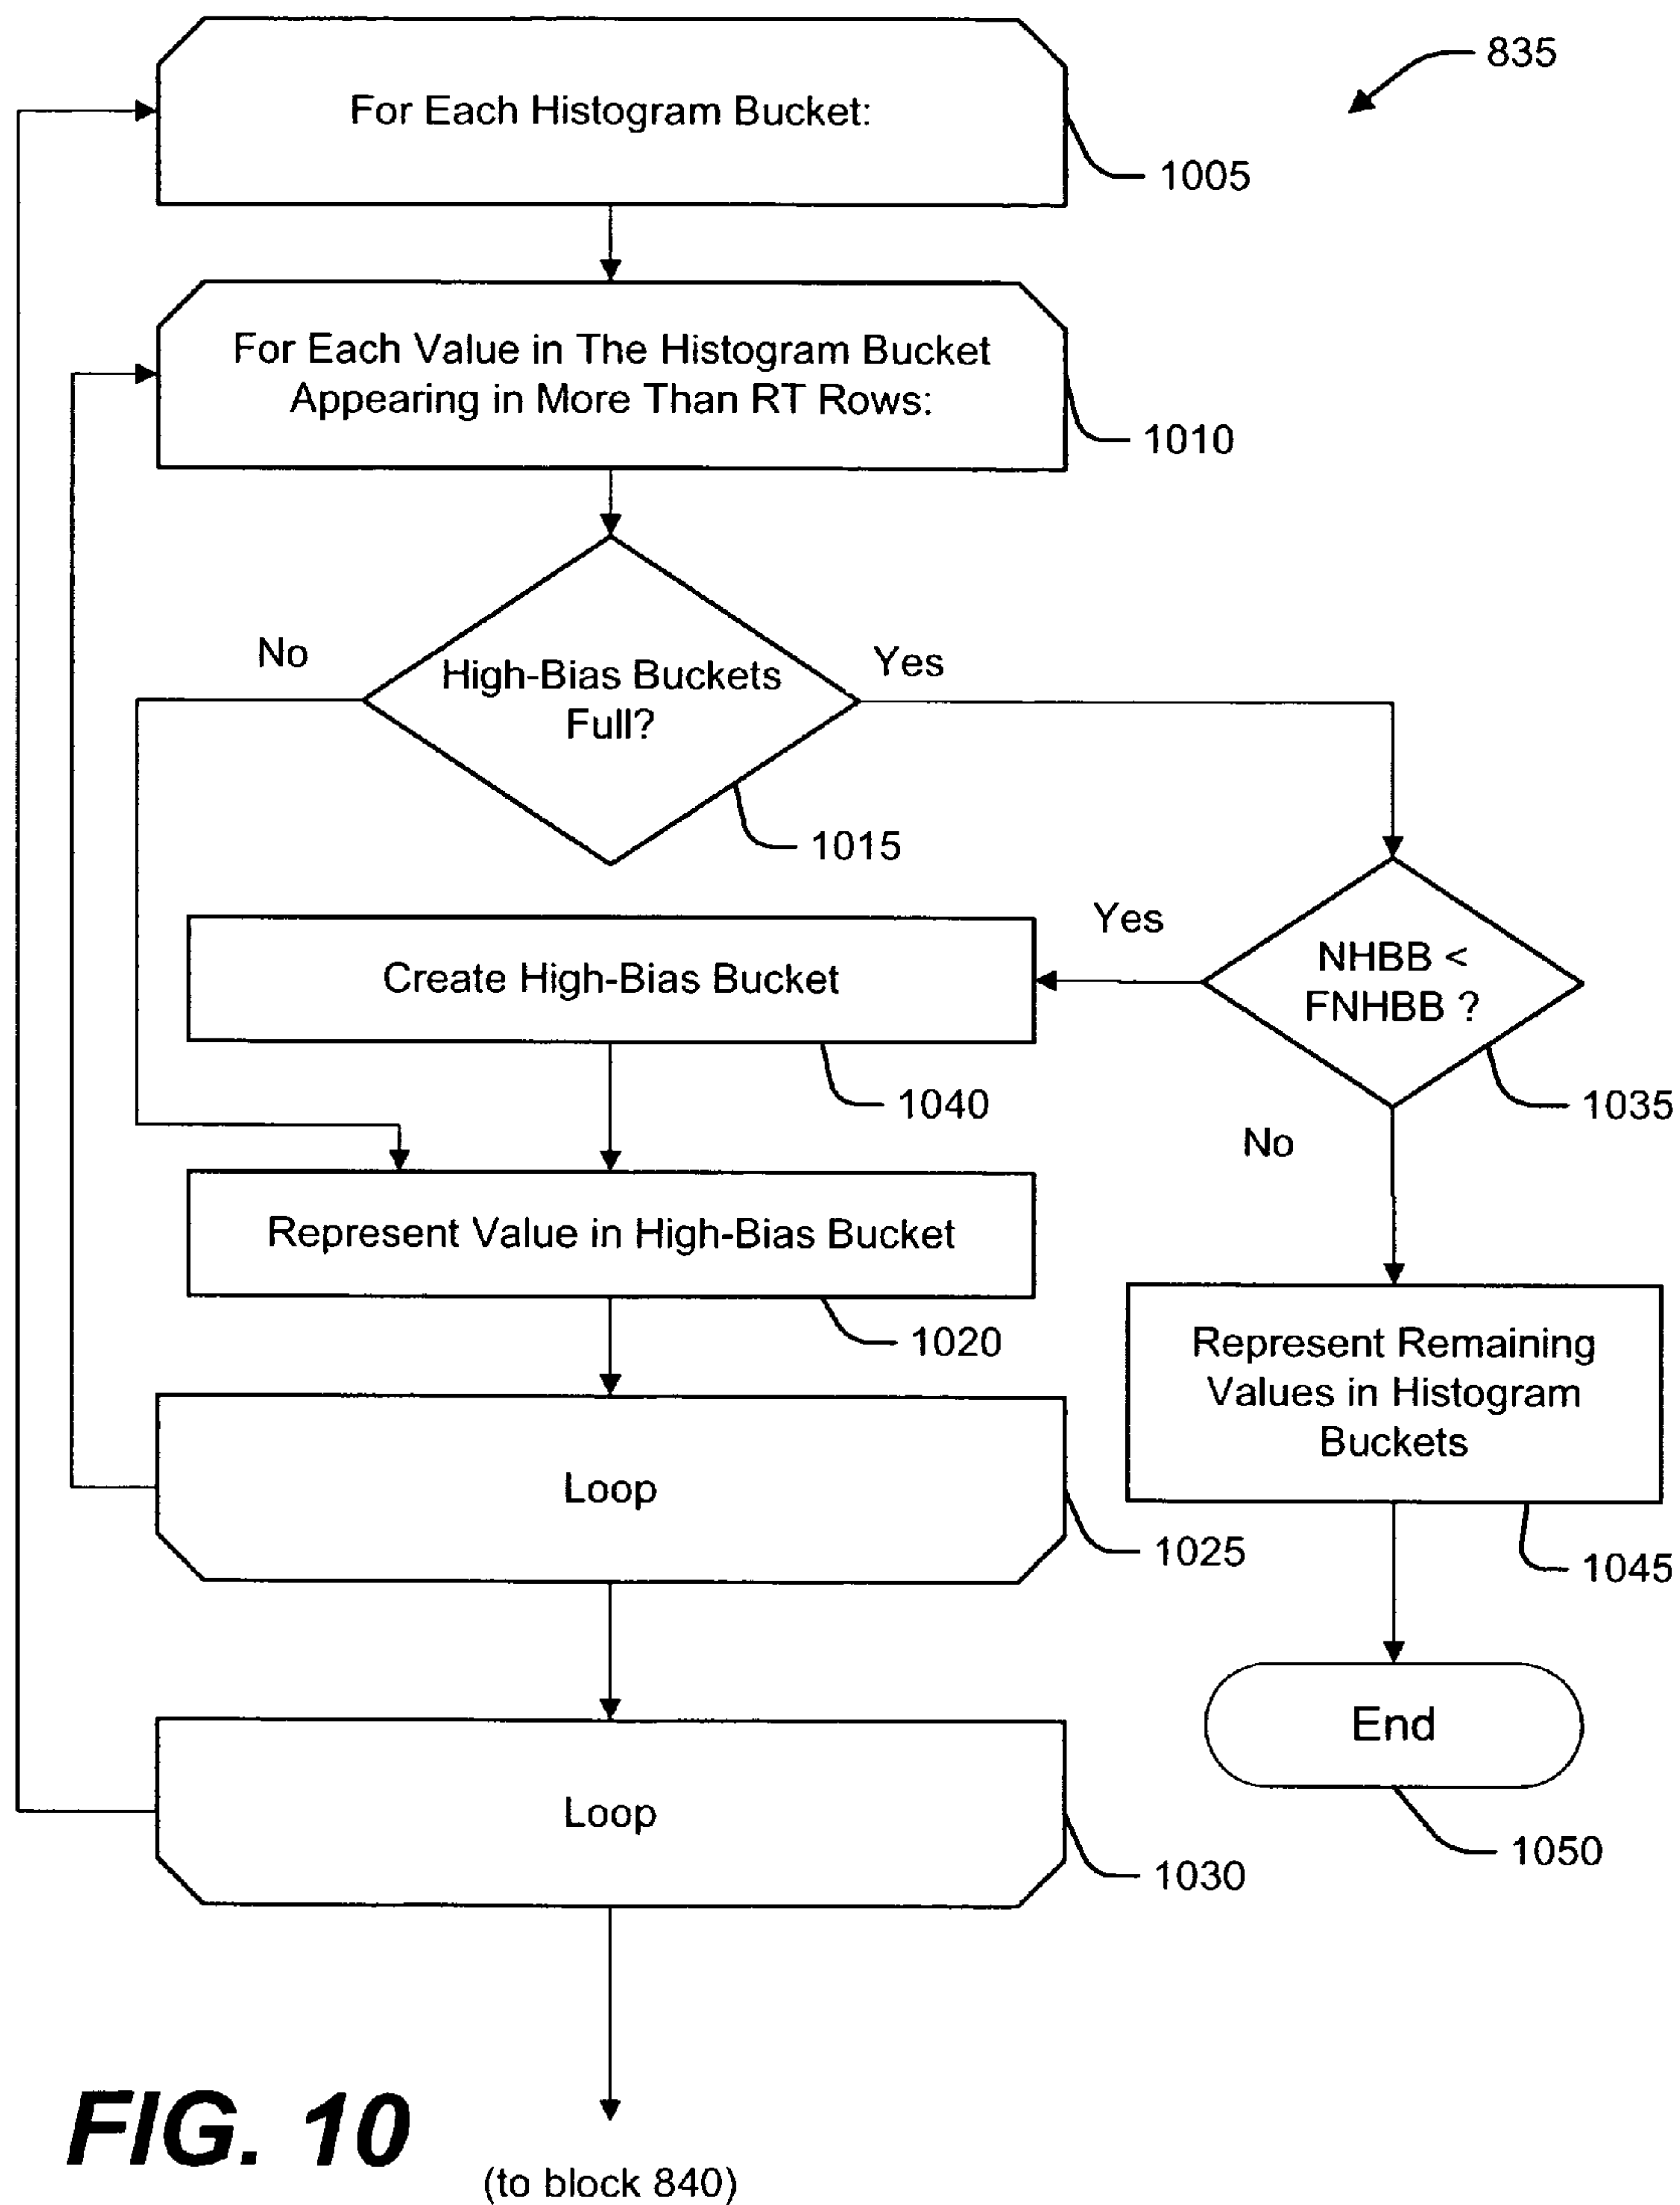 835
For Each Histogram Bucket:
1005
For Each Value in The Histogram Bucket
Appearing in More Than RT Rows:
1010
No
High-Bias Buckets
Full?
Yes
1015
Yes
NHBB <
FNHBB ?
Create High-Bias Bucket
1040
1035
No
Represent Value in High-Bias Bucket
1020
Represent Remaining
Values in Histogram
Buckets
Loop
1025
1045
End
Loop
1050
1030
FIG. 10
(to block 840)